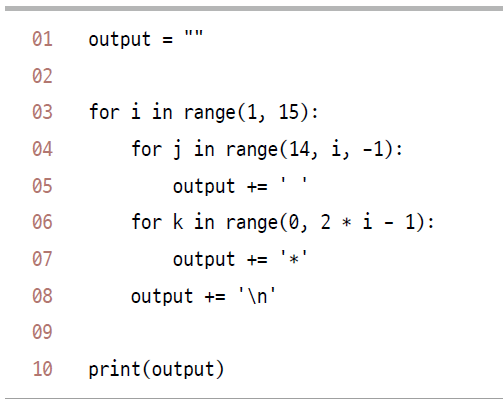 01 output = ""
02
03 for i in range(1, 15):
04     for j in range(14, i, -1):
05         output += ' '
06     for k in range(0, 2 * i - 1):
07         output += '*'
08     output += '\n'
09
10 print(output)